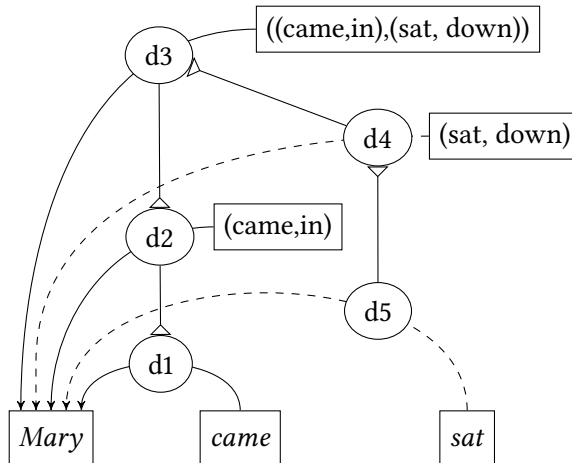 ((came,in),(sat, down))
d3
d4
(sat, down)
d2
(came,in)
d5
d1
Mary
came
sat